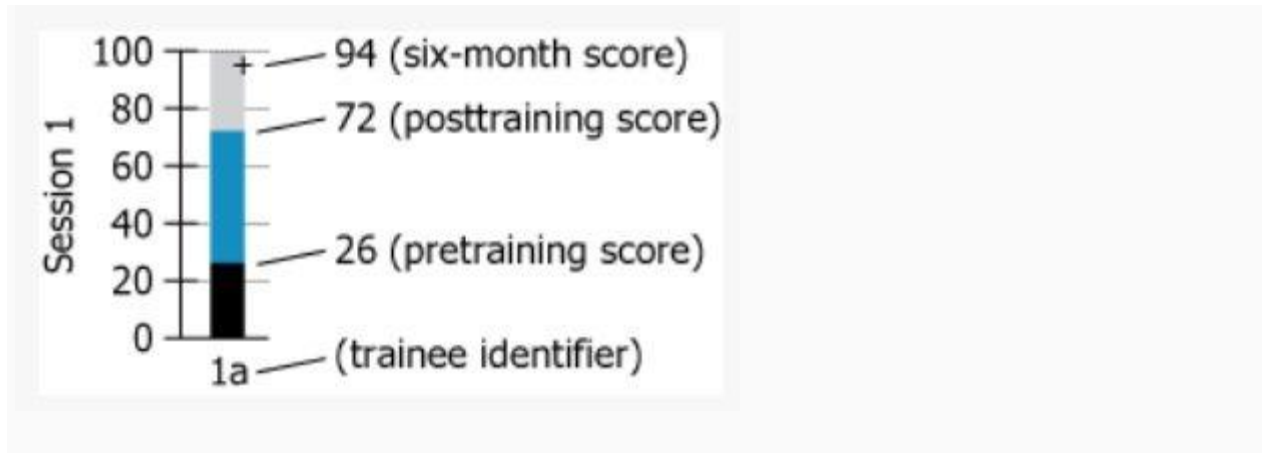 100
94 (six-month score)
80
72 (posttraining score)
60
Session 1
40
26 (pretraining score)
20
0
1a
(trainee identifier)